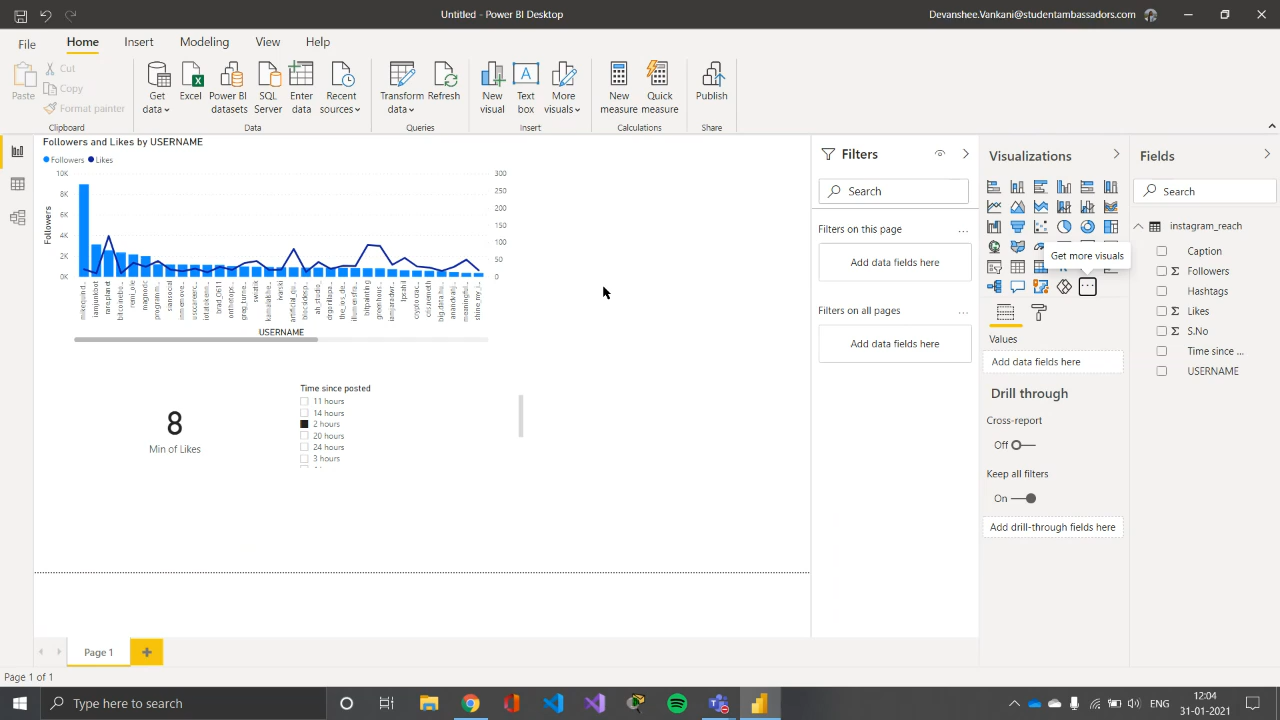 Untitled - Power BI Desktop
Devanshee.Vankani@studentambassadors.com
File
Home
Insert
Modeling
View
Help
Paste
Cut
Copy
Format painter
Clipboard
Get data
Excel
Power BI datasets
SQL Server
Enter data
Recent sources
Data
Transform data
Refresh
Queries
New visual
Text box
More visuals
Insert
New measure
Quick measure
Calculations
Publish
Share
Followers and Likes by USERNAME
Followers
Likes
10K
8K
6K
4K
2K
0K
Followers
300
250
200
150
100
50
0
USERNAME
8
Min of Likes
Time since posted
11 hours
14 hours
2 hours
20 hours
24 hours
3 hours
Filters
Search
Filters on this page
...
Add data fields here
Filters on all pages
...
Add data fields here
Visualizations
Get more visuals
Values
Add data fields here
Drill through
Cross-report
Off
Keep all filters
On
Add drill-through fields here
Fields
Search
instagram_reach
Caption
Σ Followers
Hashtags
Σ Likes
Σ S.No
Time since ...
USERNAME
Page 1
Page 1 of 1
Type here to search
ENG
12:04
31-01-2021